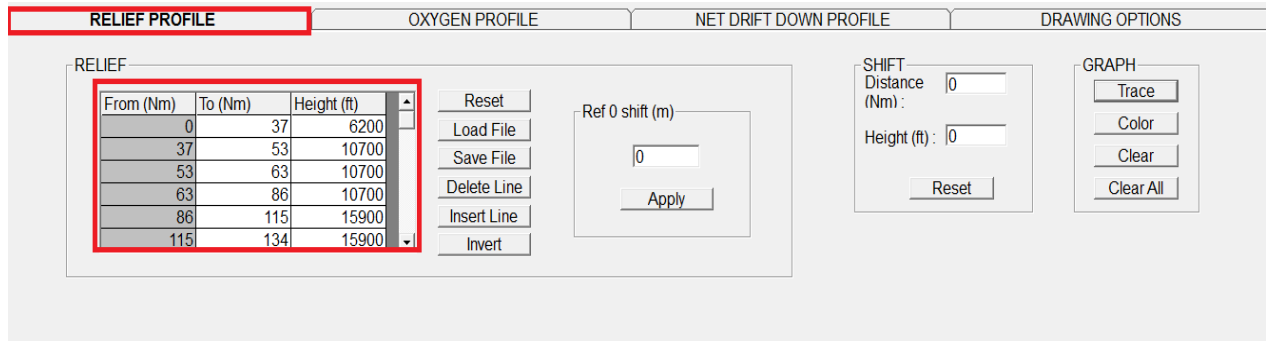 RELIEF PROFILE OXYGEN PROFILE NET DRIFT DOWN PROFILE DRAWING OPTIONS
RELIEF
From (Nm) To (Nm) Height (ft)
0 37 6200
37 53 10700
53 63 10700
63 86 10700
86 115 15900
115 134 15900
Reset
Load File
Save File
Delete Line
Insert Line
Invert
Ref 0 shift (m)
0
Apply
SHIFT
Distance 0
(Nm) :
Height (ft) : 0
Reset
GRAPH
Trace
Color
Clear
Clear All